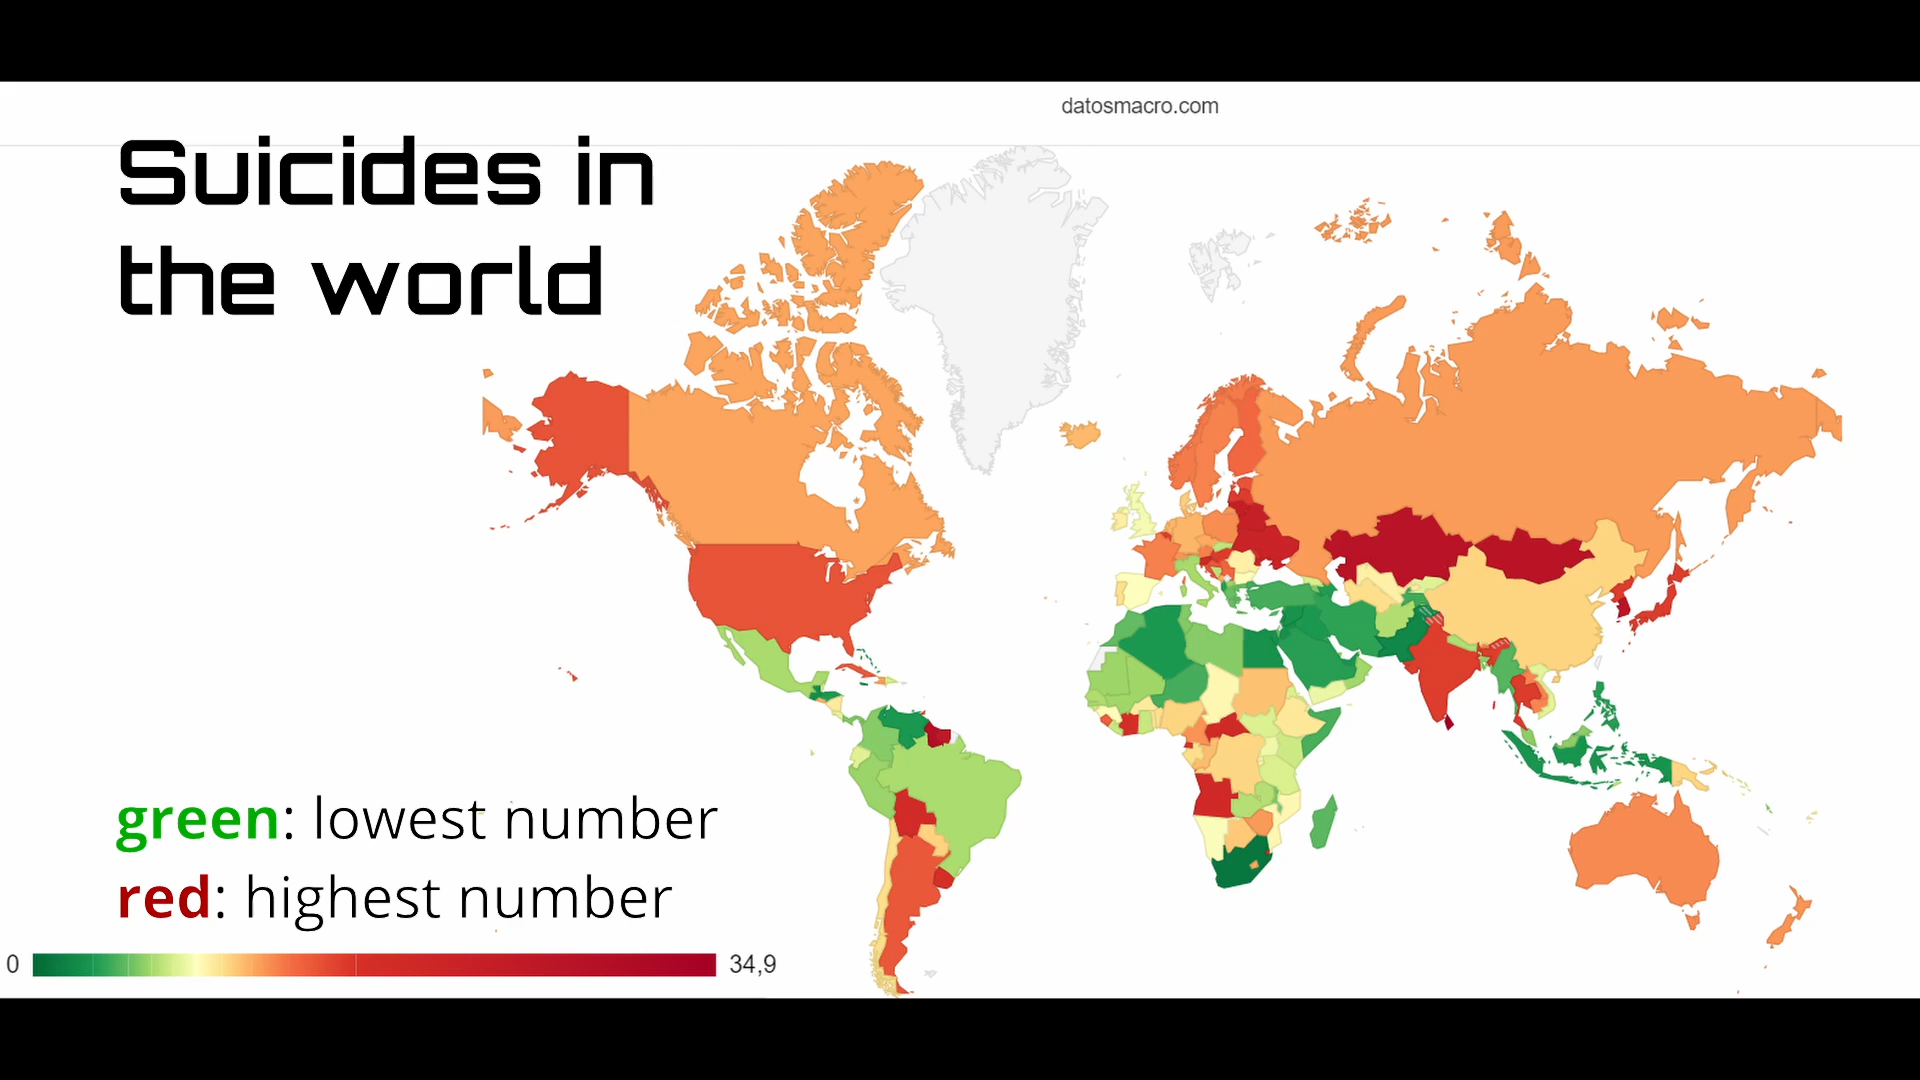 datosmacro.com
Suicides in
the world
green: lowest number
red: highest number
0
34,9